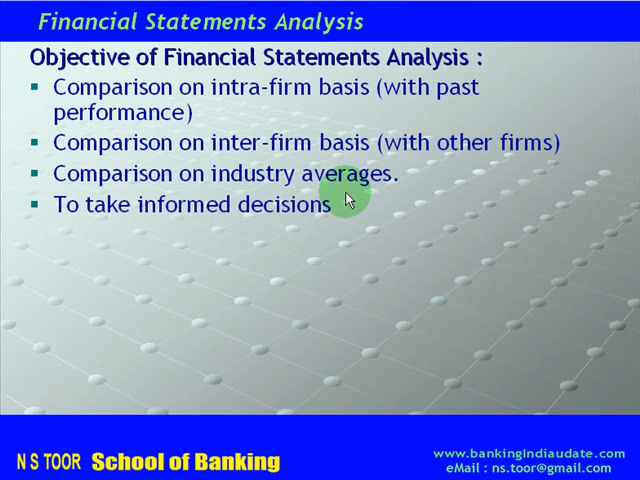 Financial Statements Analysis
Objective of Financial Statements Analysis :
▪ Comparison on intra-firm basis (with past
performance)
▪ Comparison on inter-firm basis (with other firms)
▪ Comparison on industry averages.
▪ To take informed decisions
N S TOOR School of Banking
www.bankingIndiaudate.com
eMail : ns.toor@gmail.com